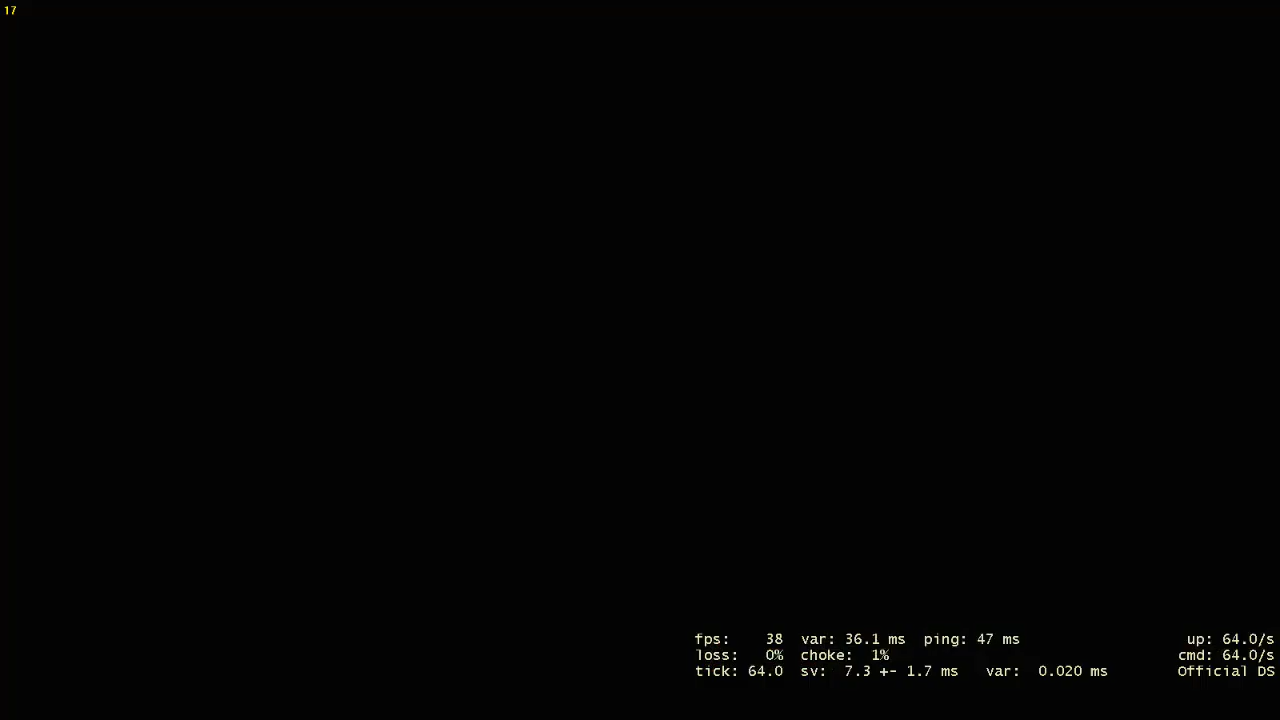 17
fps: 38 var: 36.1 ms ping: 47 ms up: 64.0/s
loss: 0% choke: 1% cmd: 64.0/s
tick: 64.0 sv: 7.3 +- 1.7 ms var: 0.020 ms Official DS